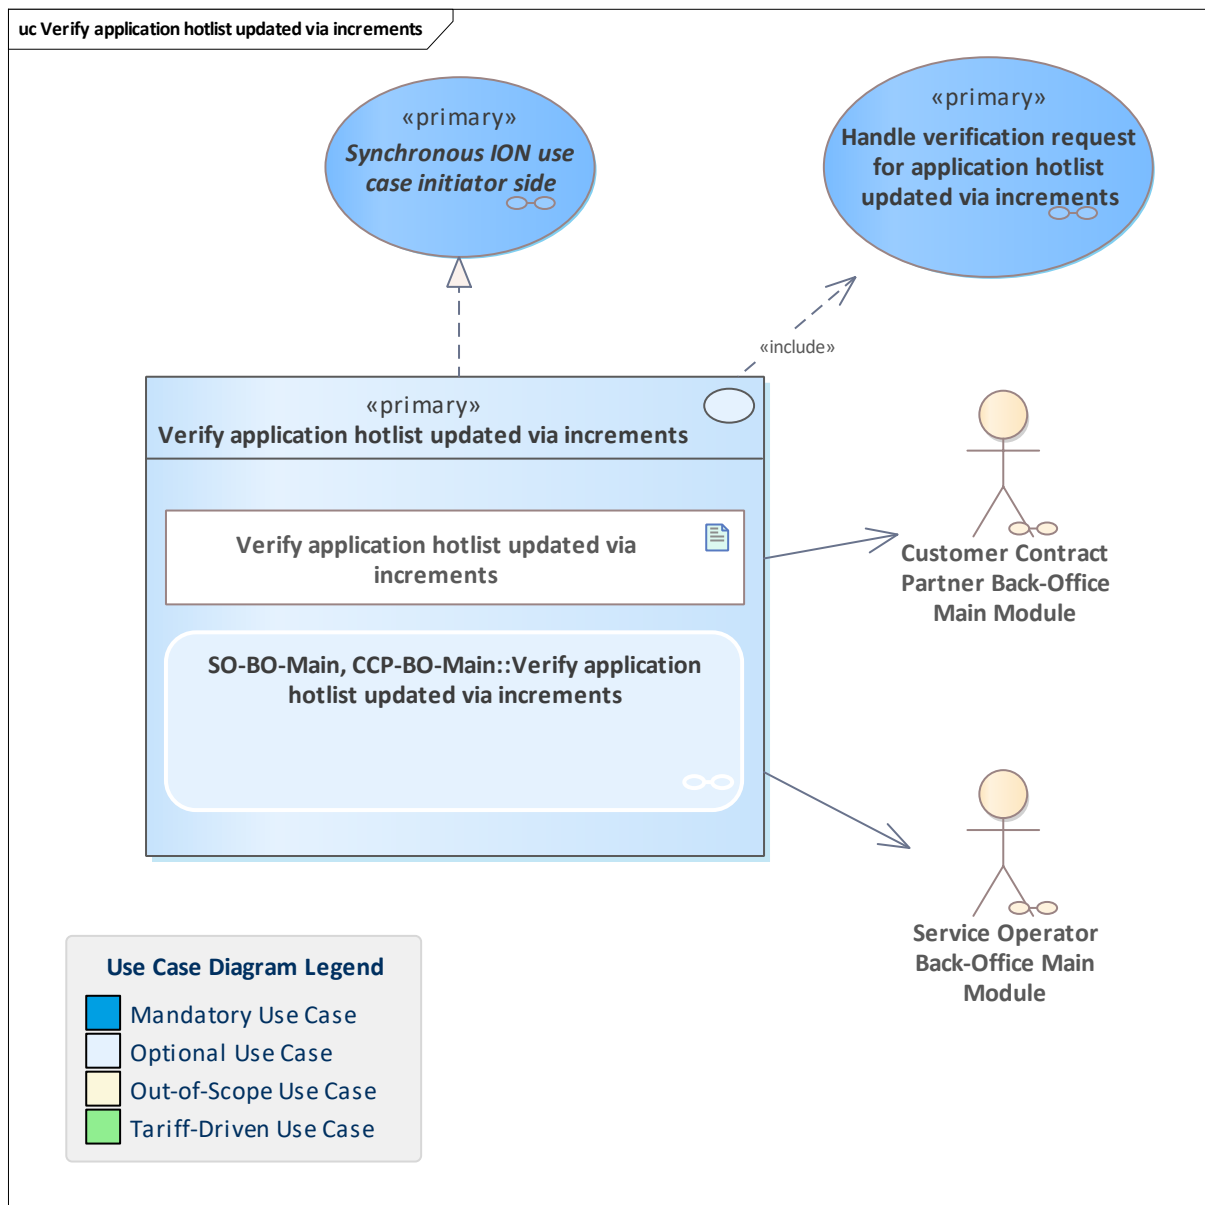 uc Verify application hotlist updated via increments
«primary»
Synchronous ION use
case initiator side
«primary»
Handle verification request
for application hotlist
updated via increments
«include»
«primary»
Verify application hotlist updated via increments
Verify application hotlist updated via
increments
SO-BO-Main, CCP-BO-Main::Verify application
hotlist updated via increments
Customer Contract
Partner Back-Office
Main Module
Service Operator
Back-Office Main
Module
Use Case Diagram Legend
Mandatory Use Case
Optional Use Case
Out-of-Scope Use Case
Tariff-Driven Use Case